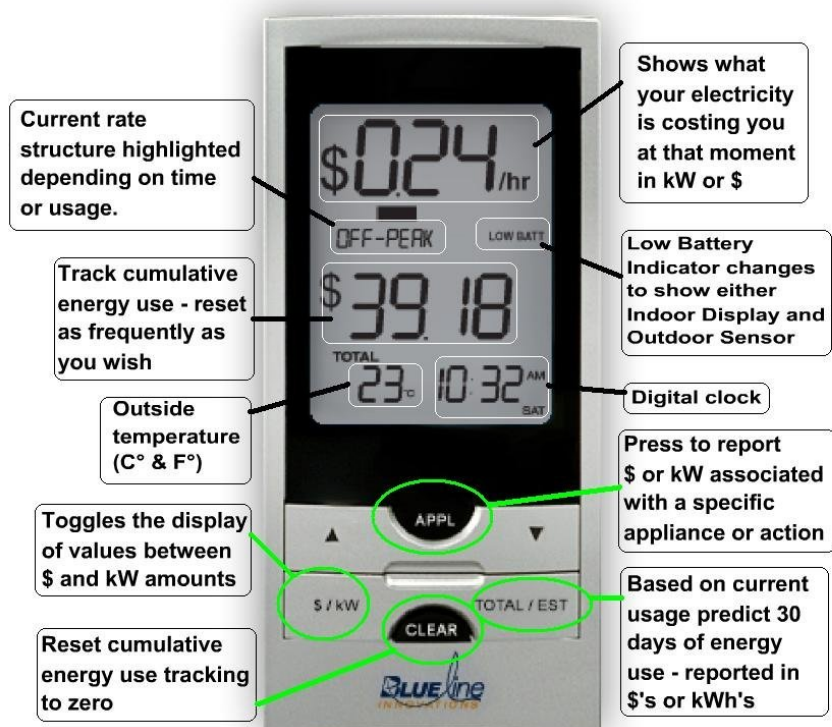 Shows what
your electricity
is costing you
at that moment
in kW or $
Current rate
structure highlighted
depending on time
or usage.
$0.24/hr
OFF-PEAK
LOW BATT
Low Battery
Indicator changes
to show either
Indoor Display and
Outdoor Sensor
Track cumulative
energy use - reset
as frequently as
you wish
$39.18
TOTAL
23°C
10:32 AM
SAT
Outside
temperature
(C° & F°)
Digital clock
Press to report
$ or kW associated
with a specific
appliance or action
APPL
▲
▼
Toggles the display
of values between
$ and kW amounts
$ / kW
TOTAL / EST
CLEAR
Based on current
usage predict 30
days of energy
use - reported in
$'s or kWh's
Reset cumulative
energy use tracking
to zero
BLUEline
INNOVATIONS